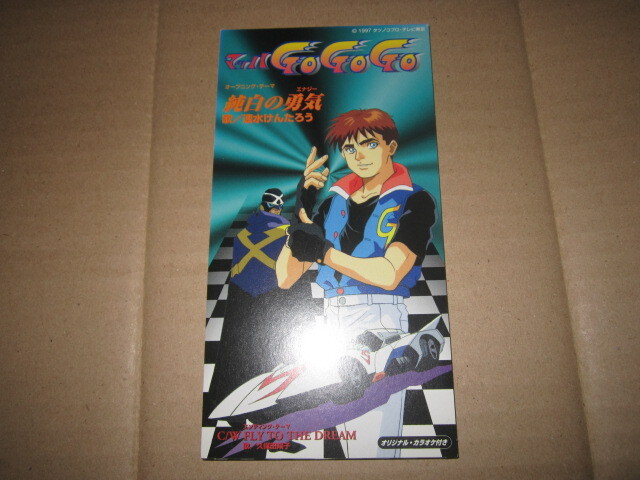 © 1997 タツノコプロ・テレビ東京
マッハGoGoGo
オープニング・テーマ
純白の勇気
エナジー
歌／速水けんたろう
G
エンディング・テーマ
C/W FLY TO THE DREAM
オリジナル・カラオケ付き